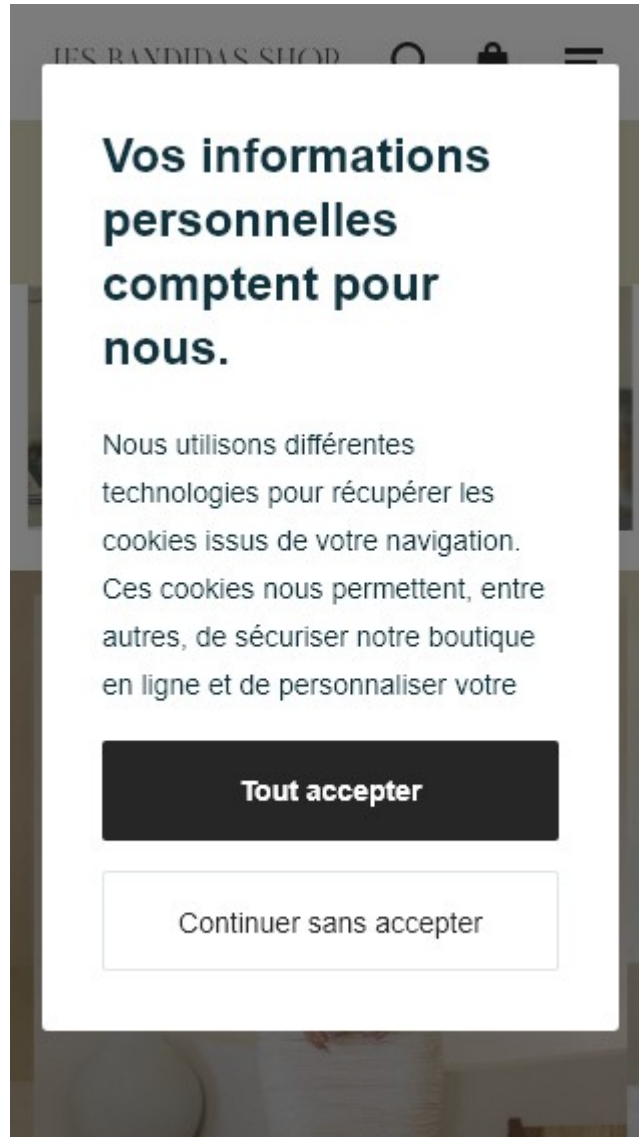 BANDIDAS SHOP
Vos informations
personnelles
comptent pour
nous.
Nous utilisons différentes
technologies pour récupérer les
cookies issus de votre navigation.
Ces cookies nous permettent, entre
autres, de sécuriser notre boutique
en ligne et de personnaliser votre
Tout accepter
Continuer sans accepter